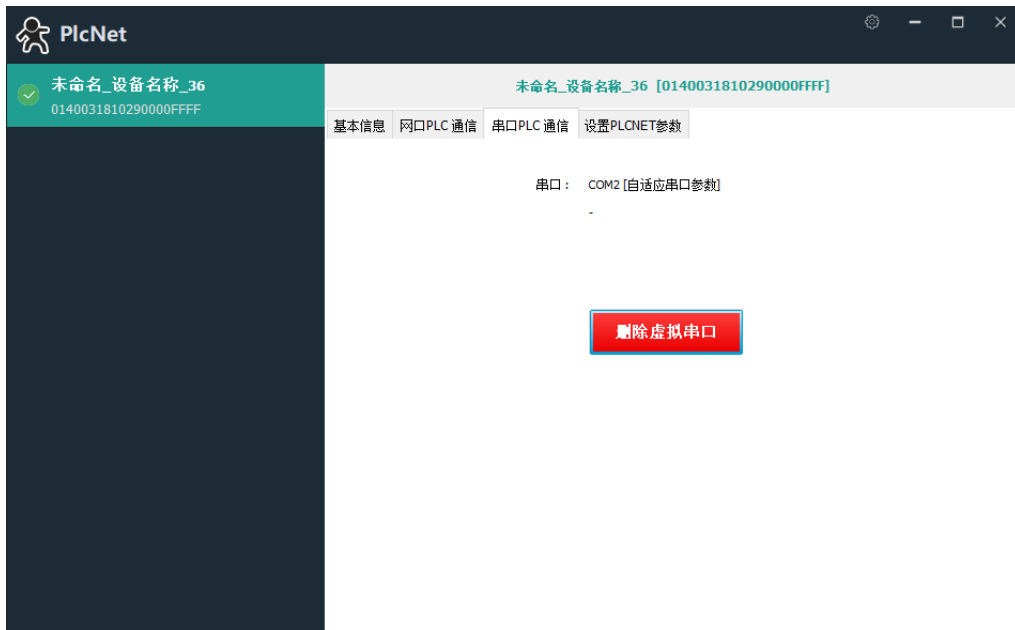 PlcNet
未命名_设备名称_36
0140031810290000FFFF
未命名_设备名称_36 [0140031810290000FFFF]
基本信息 网口PLC 通信 串口PLC 通信 设置PLCNET参数
串口： COM2 [自适应串口参数]
-
删除虚拟串口